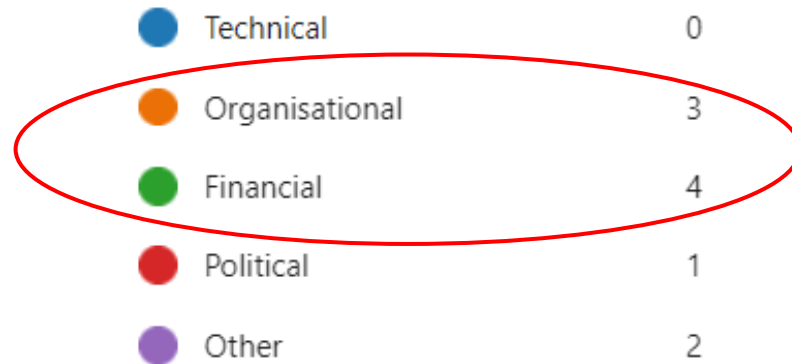 Technical 0
Organisational 3
Financial 4
Political 1
Other 2